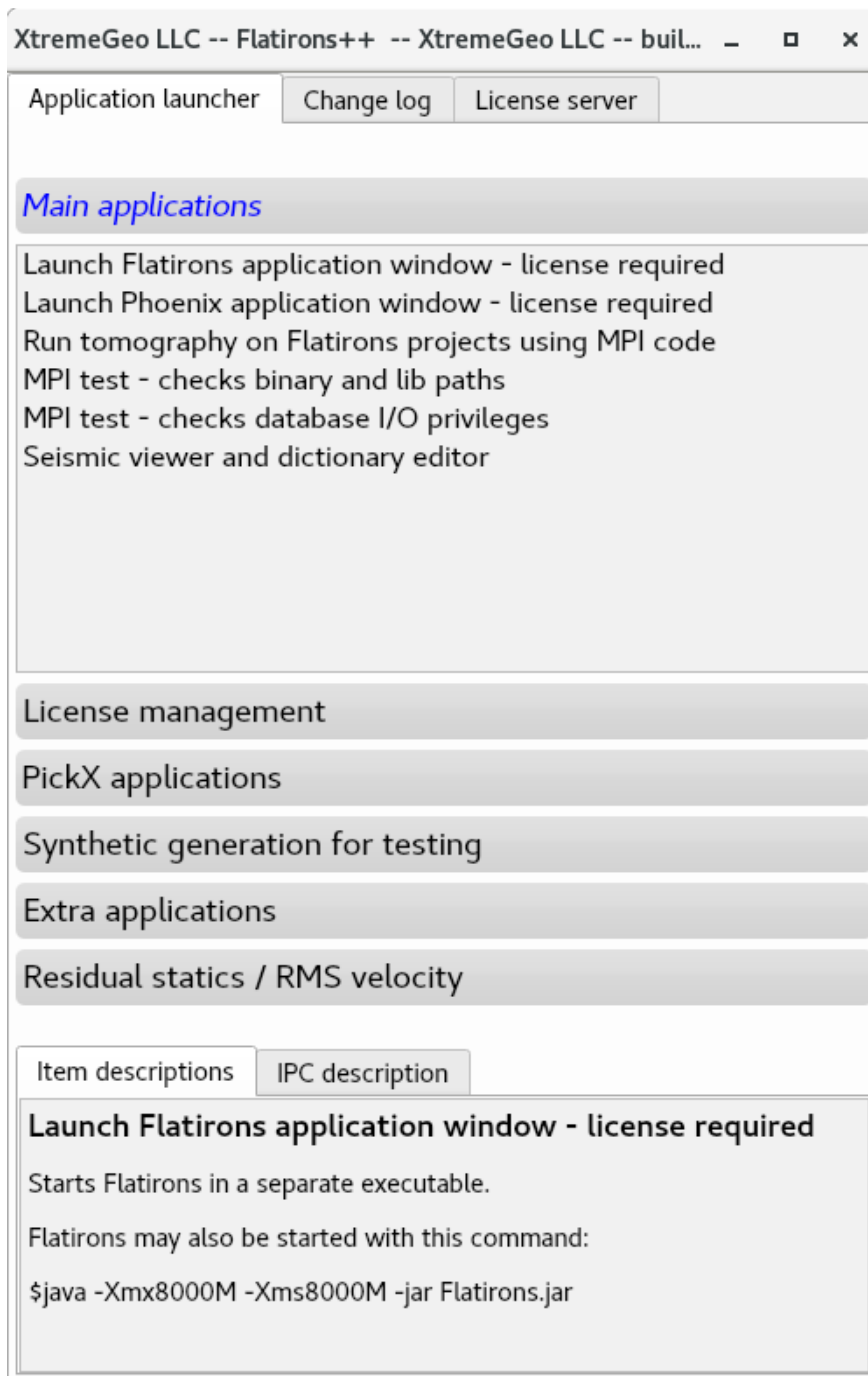 XtremeGeo LLC -- Flatirons++ -- XtremeGeo LLC -- buil...
Application launcher
Change log
License server
Main applications
Launch Flatirons application window - license required
Launch Phoenix application window - license required
Run tomography on Flatirons projects using MPI code
MPI test - checks binary and lib paths
MPI test - checks database I/O privileges
Seismic viewer and dictionary editor
License management
PickX applications
Synthetic generation for testing
Extra applications
Residual statics / RMS velocity
Item descriptions
IPC description
Launch Flatirons application window - license required
Starts Flatirons in a separate executable.
Flatirons may also be started with this command:
$java -Xmx8000M -Xms8000M -jar Flatirons.jar